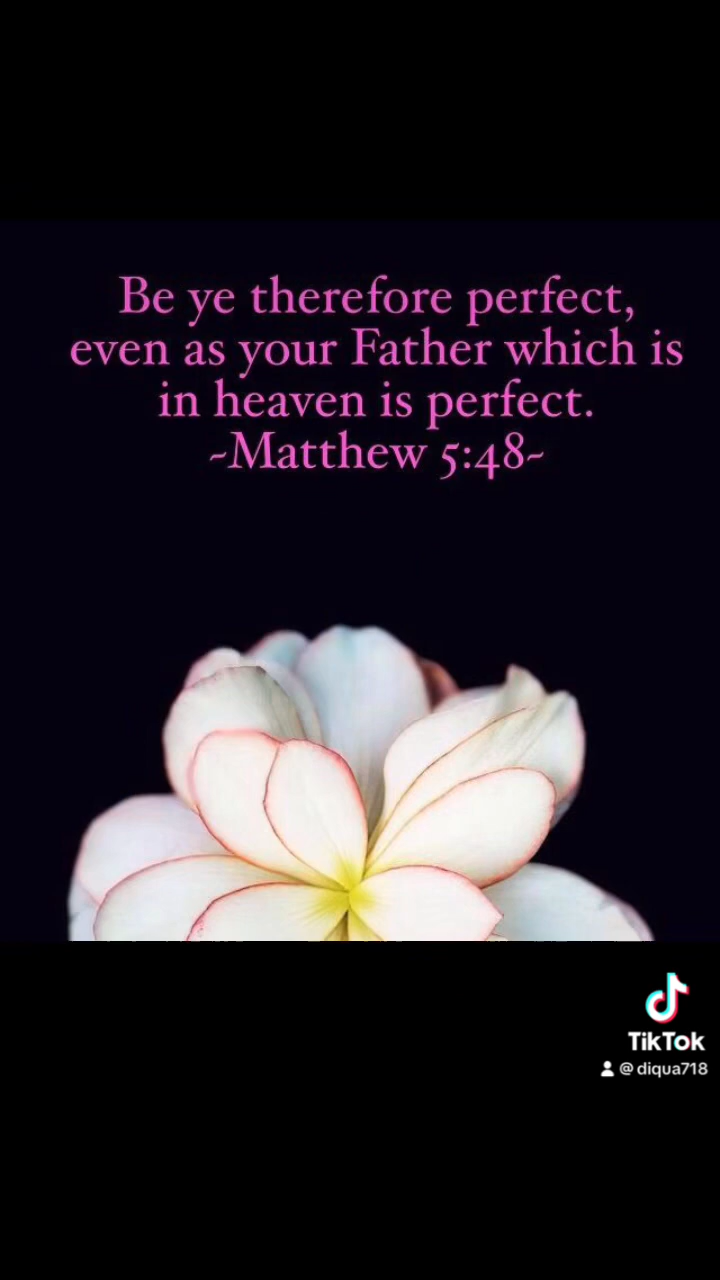 Be ye therefore perfect,
even as your Father which is
in heaven is perfect.
~Matthew 5:48~
TikTok
@diqua718